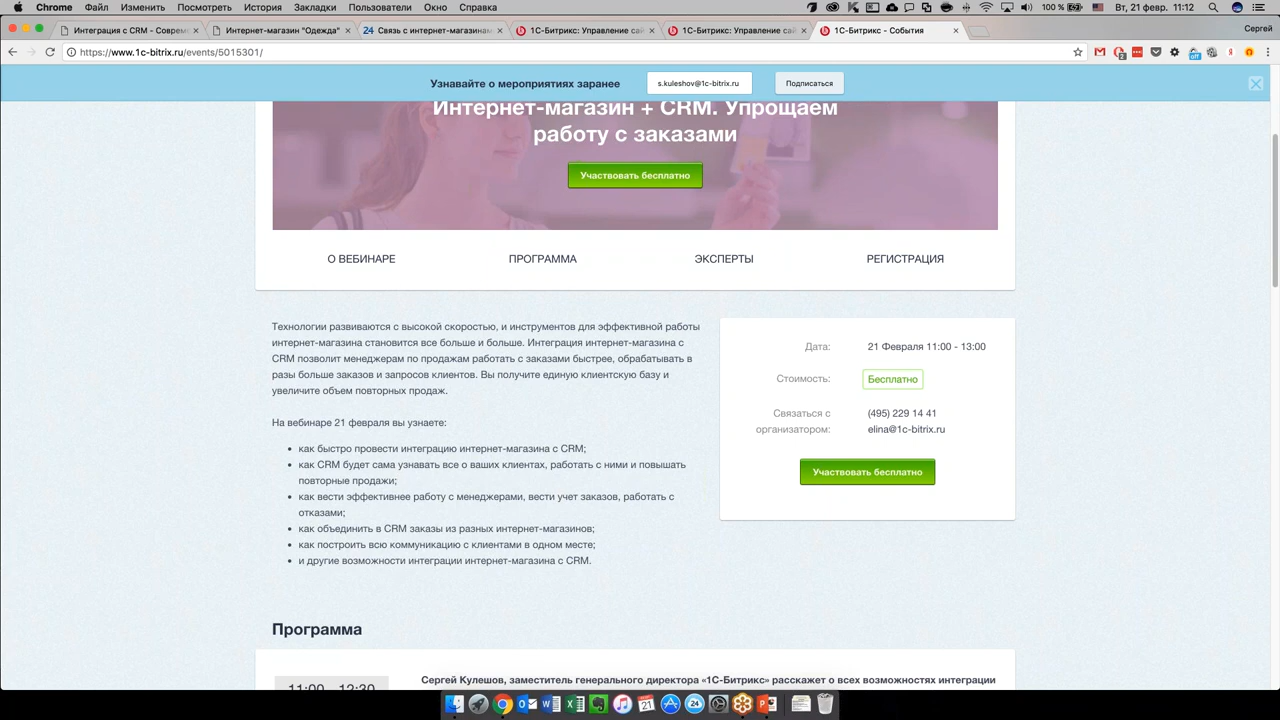 Chrome Файл Изменить Посмотреть История Закладки Пользователи Окно Справка 100 % Вт, 21 февр. 11:12
Интеграция с CRM - Соврем Интернет-магазин "Одежда" 24 Связь с интернет-магазинам 1С-Битрикс: Управление сай 1С-Битрикс: Управление сай 1С-Битрикс - События Сергей
https://www.1c-bitrix.ru/events/5015301/
Узнавайте о мероприятиях заранее s.kuleshov@1c-bitrix.ru Подписаться
Интернет-магазин + CRM. Упрощаем
работу с заказами
Участвовать бесплатно
О ВЕБИНАРЕ ПРОГРАММА ЭКСПЕРТЫ РЕГИСТРАЦИЯ
Технологии развиваются с высокой скоростью, и инструментов для эффективной работы
интернет-магазина становится все больше и больше. Интеграция интернет-магазина с
CRM позволит менеджерам по продажам работать с заказами быстрее, обрабатывать в
разы больше заказов и запросов клиентов. Вы получите единую клиентскую базу и
увеличите объем повторных продаж.
На вебинаре 21 февраля вы узнаете:
• как быстро провести интеграцию интернет-магазина с CRM;
• как CRM будет сама узнавать все о ваших клиентах, работать с ними и повышать
повторные продажи;
• как вести эффективнее работу с менеджерами, вести учет заказов, работать с
отказами;
• как объединить в CRM заказы из разных интернет-магазинов;
• как построить всю коммуникацию с клиентами в одном месте;
• и другие возможности интеграции интернет-магазина с CRM.
Дата: 21 Февраля 11:00 - 13:00
Стоимость: Бесплатно
Связаться с (495) 229 14 41
организатором: elina@1c-bitrix.ru
Участвовать бесплатно
Программа
11:00 - 12:30
Сергей Кулешов, заместитель генерального директора «1С-Битрикс» расскажет о всех возможностях интеграции